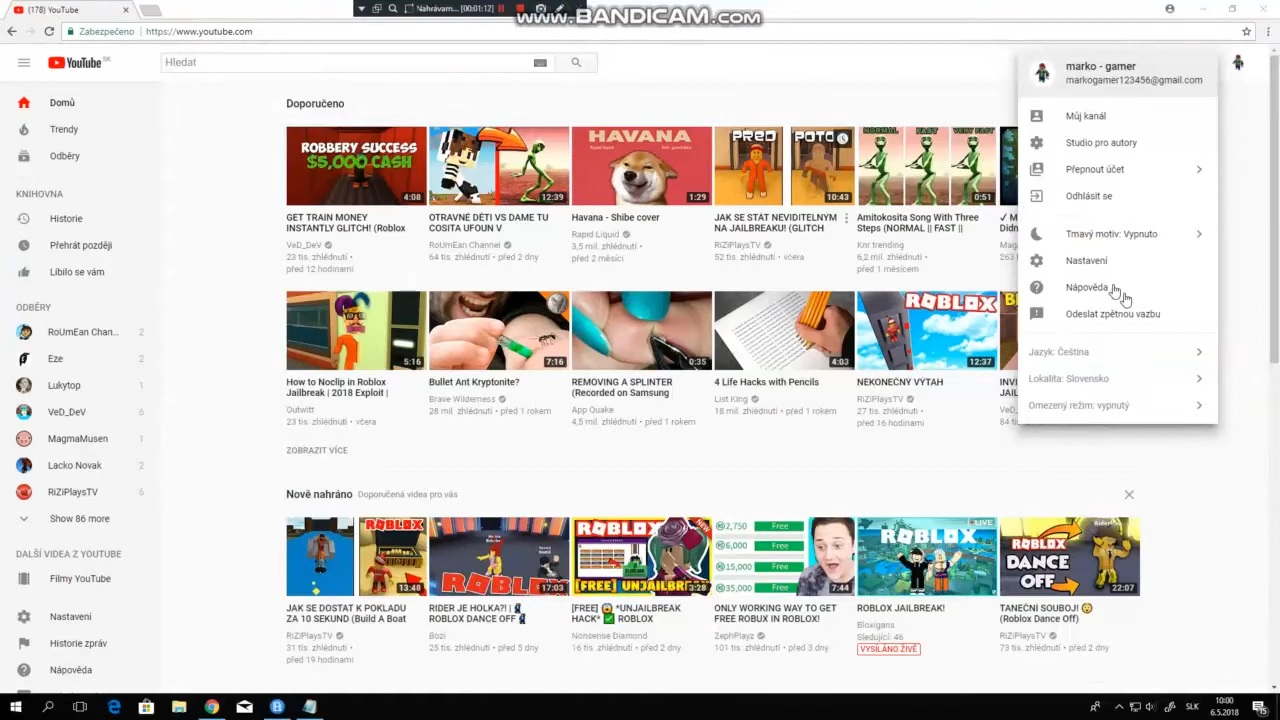 (178) YouTube
Nahrávám... 00:01:12
www.BANDICAM.com
Zabezpečeno
https://www.youtube.com
YouTube SK
Hledat
Domů
Trendy
Odběry
KNIHOVNA
Historie
Přehrát později
Líbilo se vám
ODBĚRY
RoUmEan Chan... 2
Eze 2
Lukytop 1
VeD_DeV 6
MagmaMusen 1
Lacko Novak 2
RiZiPlaysTV 6
Show 86 more
DALŠÍ VIDEA Z YOUTUBE
Filmy YouTube
Nastavení
Historie zpráv
Nápověda
Doporučeno
ROBBERY SUCCESS
$5,000 CASH
4:08
GET TRAIN MONEY
INSTANTLY GLITCH! (Roblox
VeD_DeV
23 tis. zhlédnutí •
před 12 hodinami
12:39
OTRAVNÉ DĚTI VS DAME TU
COSITA UFOUN V
RoUmEan Channel
64 tis. zhlédnutí • před 2 dny
HAVANA
1:29
Havana - Shibe cover
Rapid Liquid
3,5 mil. zhlédnutí •
před 2 měsíci
PŘED
POTO
10:43
JAK SE STÁT NEVIDITELNÝM
NA JAILBREAKU! (GLITCH
RiZiPlaysTV
52 tis. zhlédnutí • včera
NORMAL FAST VERY FAST
0:51
Amitokosita Song With Three
Steps (NORMAL || FAST ||
Knr trending
6,2 mil. zhlédnutí •
před 1 měsícem
5:16
How to Noclip in Roblox
Jailbreak | 2018 Exploit |
Outwitt
23 tis. zhlédnutí • včera
7:16
Bullet Ant Kryptonite?
Brave Wilderness
28 mil. zhlédnutí • před 1 rokem
0:35
REMOVING A SPLINTER
(Recorded on Samsung
App Quake
4,5 mil. zhlédnutí • před 1 rokem
4:03
4 Life Hacks with Pencils
List King
18 mil. zhlédnutí • před 1 rokem
ROBLOX
12:37
NEKONEČNÝ VÝTAH
RiZiPlaysTV
27 tis. zhlédnutí •
před 16 hodinami
ZOBRAZIT VÍCE
marko - gamer
markogamer123456@gmail.com
Můj kanál
Studio pro autory
Přepnout účet
Odhlásit se
Tmavý motiv: Vypnuto
Nastavení
Nápověda
Odeslat zpětnou vazbu
Jazyk: Čeština
Lokalita: Slovensko
Omezený režim: vypnutý
Nově nahráno Doporučená videa pro vás
ROBLOX
13:48
JAK SE DOSTAT K POKLADU
ZA 10 SEKUND (Build A Boat
RiZiPlaysTV
31 tis. zhlédnutí •
před 19 hodinami
ROBLOX
17:03
RIDER JE HOLKA?! |
ROBLOX DANCE OFF
Bozi
25 tis. zhlédnutí • před 5 dny
ROBLOX
NEW
[FREE] UNJAILBREAK
3:28
[FREE] *UNJAILBREAK
HACK* ROBLOX
Nonsense Diamond
16 tis. zhlédnutí • před 2 dny
2,750 Free
6,000 Free
15,000 Free
35,000 Free
7:44
ONLY WORKING WAY TO GET
FREE ROBUX IN ROBLOX!
ZephPlayz
101 tis. zhlédnutí • před 3 dny
LIVE
ROBLOX
ROBLOX JAILBREAK!
Bloxigans
Sledující: 46
VYSÍLÁNO ŽIVĚ
Rider
ROBLOX
DANCE
OFF
22:07
TANEČNÍ SOUBOJ!
(Roblox Dance Off)
RiZiPlaysTV
73 tis. zhlédnutí • před 2 dny
SLK
10:00
6.5.2018
15